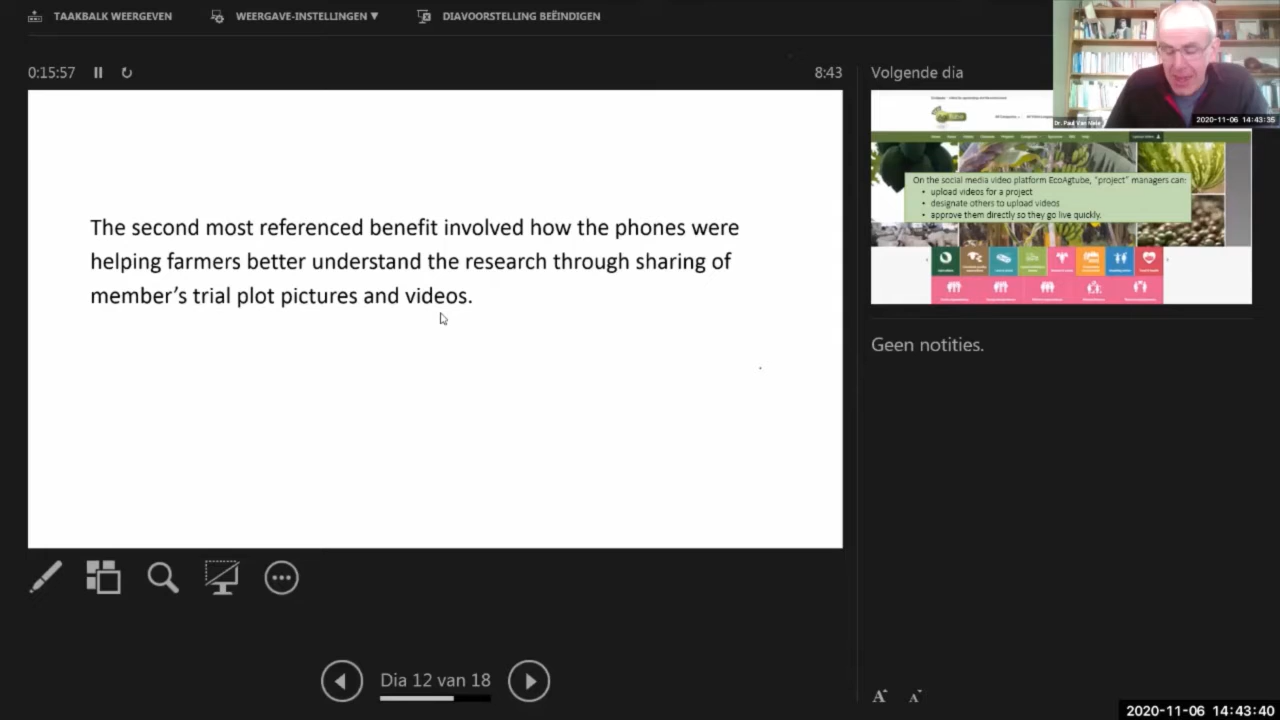 TAAKBALK WEERGEVEN
WEERGAVE-INSTELLINGEN ▼
DIAVOORSTELLING BEËINDIGEN
0:15:57
8:43
Volgende dia
2020-11-06 14:43:35
The second most referenced benefit involved how the phones were
helping farmers better understand the research through sharing of
member's trial plot pictures and videos.
On the social media video platform EcoAgtube, "project" managers can:
• upload videos for a project
• designate others to upload videos
• approve them directly so they go live quickly.
Geen notities.
Dia 12 van 18
A A
2020-11-06 14:43:40